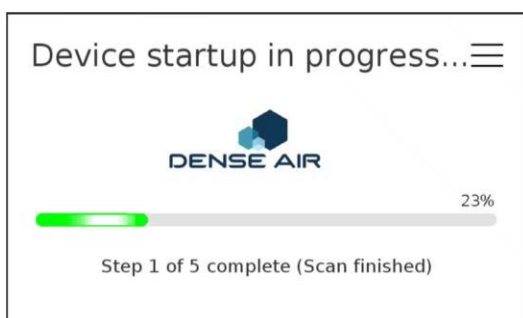 Device startup in progress...
DENSE AIR
23%
Step 1 of 5 complete (Scan finished)